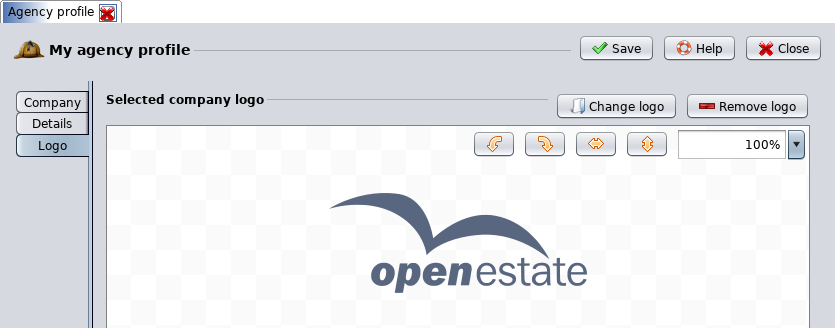 Agency profile
My agency profile
Save
Help
Close
Company
Details
Logo
Selected company logo
Change logo
Remove logo
100%
openestate